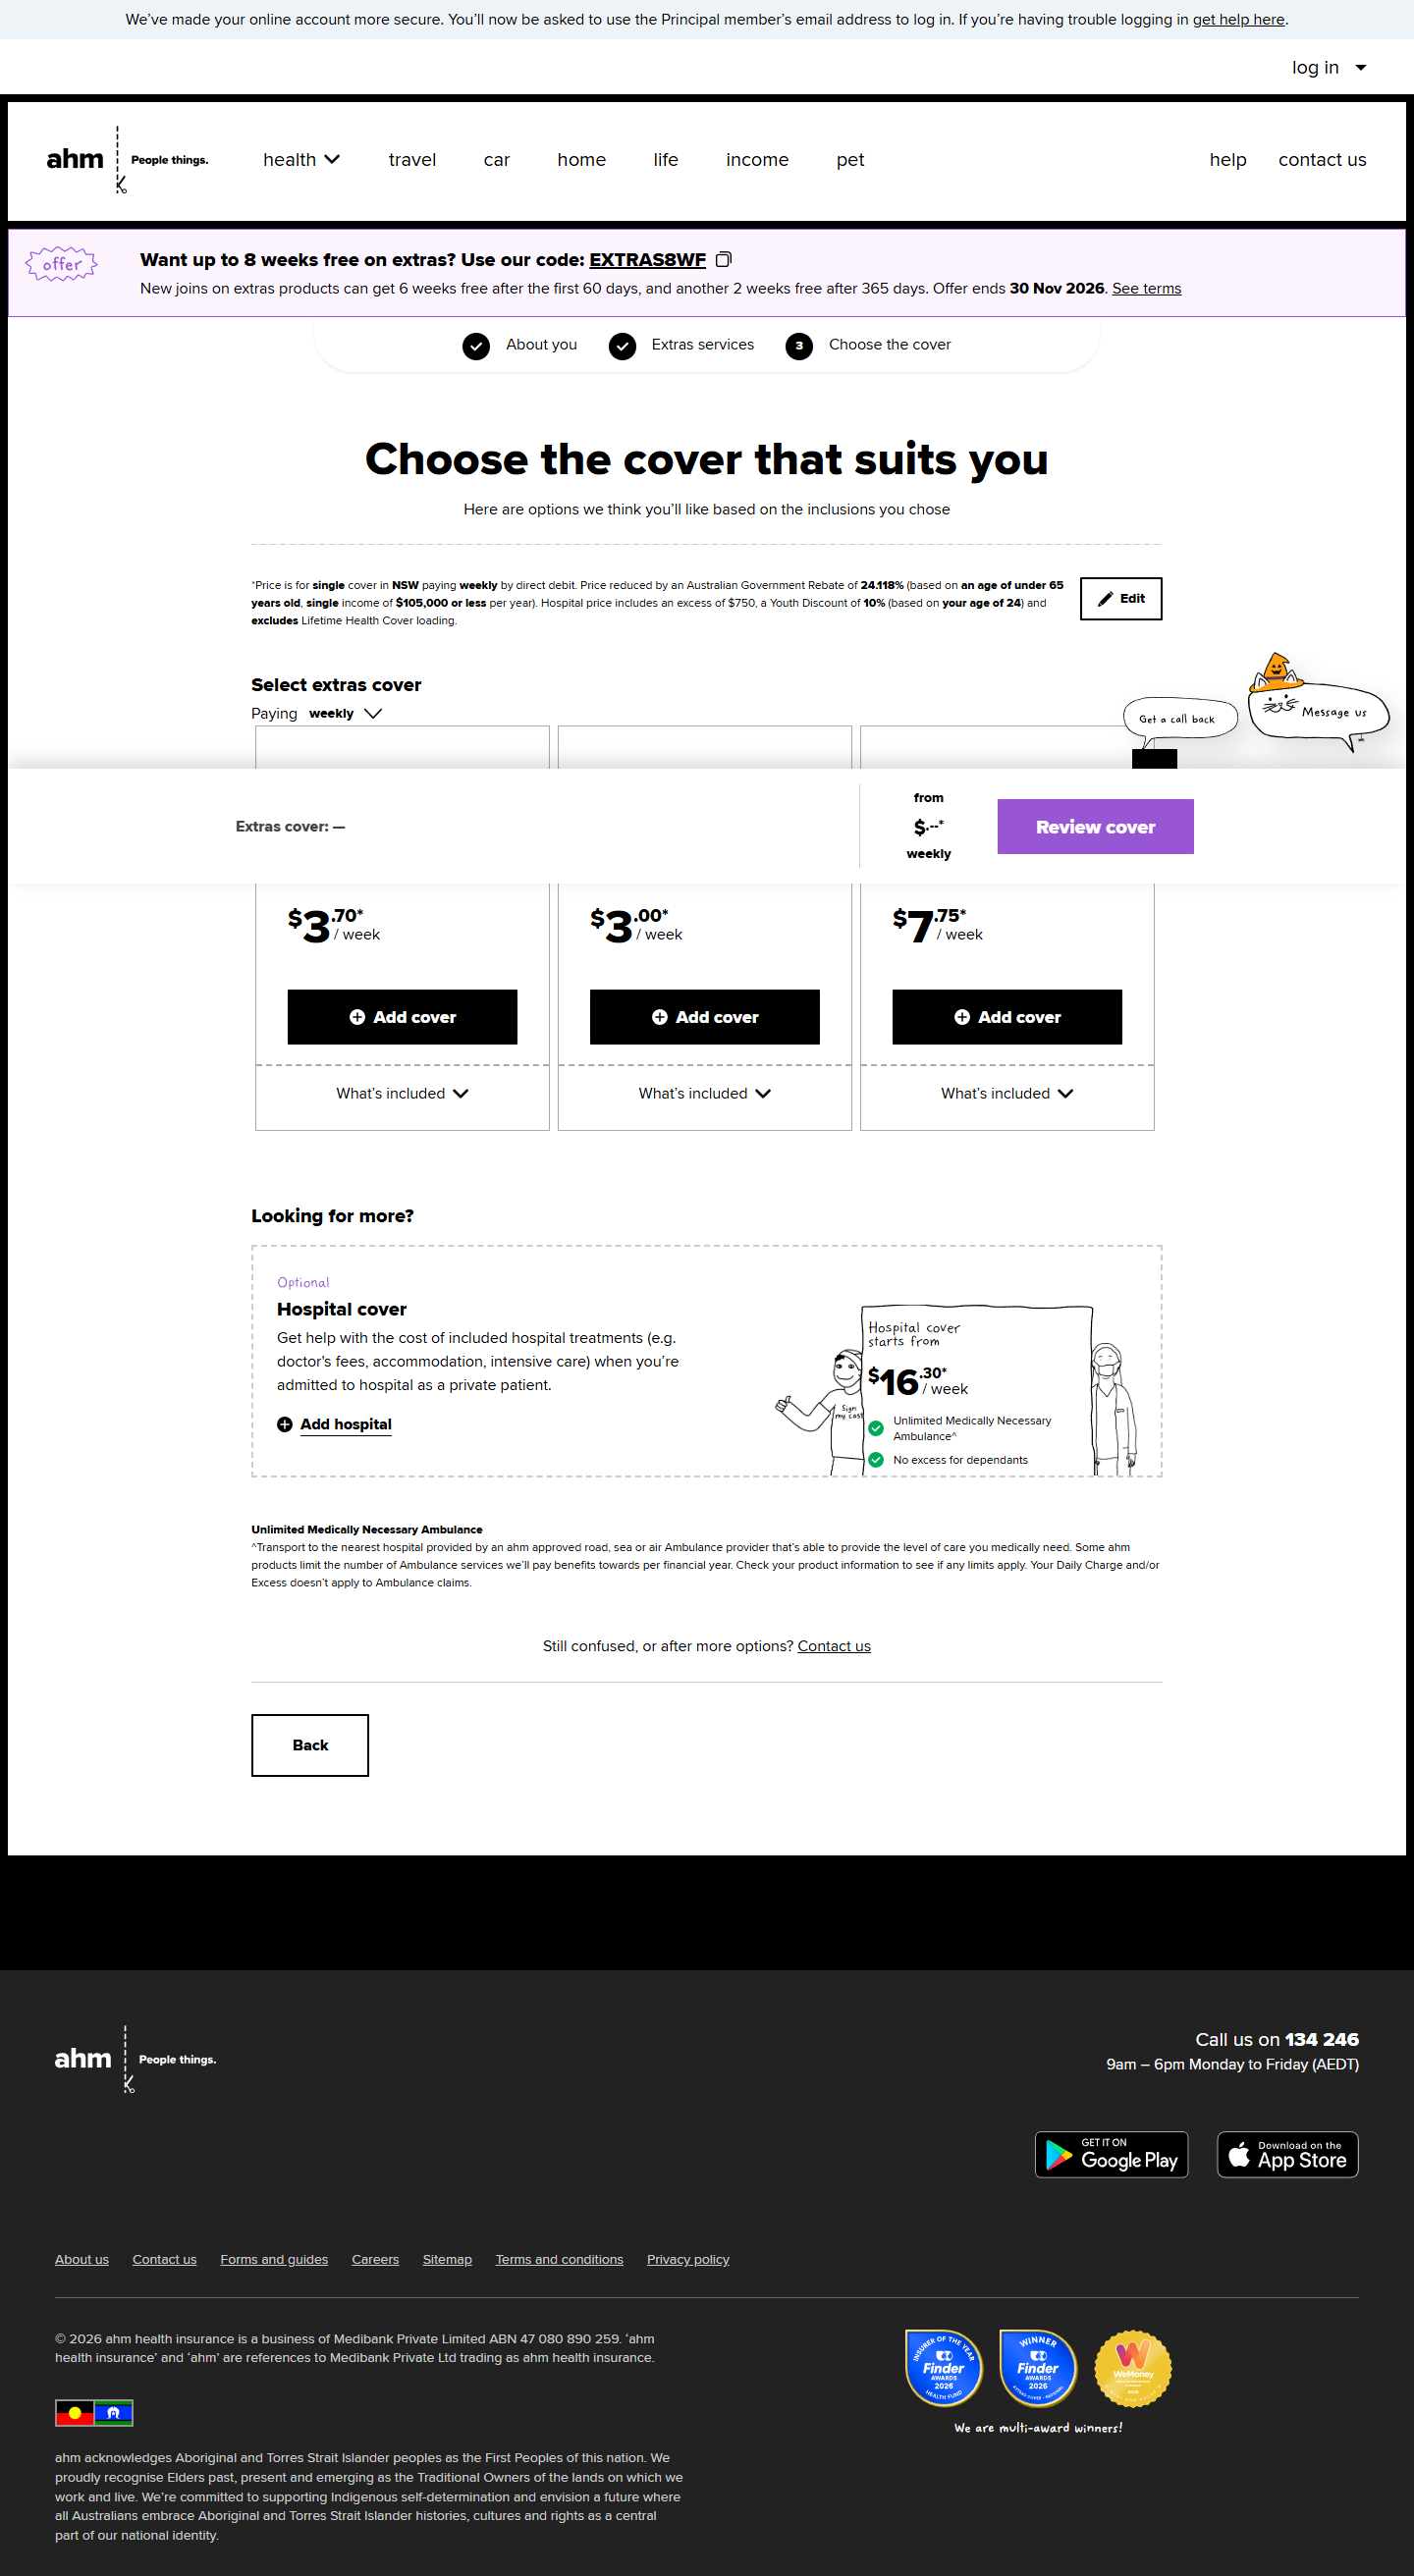 We've made your online account more secure. You'll now be asked to use the Principal member's email address to log in. If you're having trouble logging in get help here.
log in
ahm People things.
health travel car home life income pet help contact us
offer
Want up to 8 weeks free on extras? Use our code: EXTRAS8WF
New joins on extras products can get 6 weeks free after the first 60 days, and another 2 weeks free after 365 days. Offer ends 30 Nov 2026. See terms
About you Extras services 3 Choose the cover
Choose the cover that suits you
Here are options we think you'll like based on the inclusions you chose
*Price is for single cover in NSW paying weekly by direct debit. Price reduced by an Australian Government Rebate of 24.118% (based on an age of under 65
years old, single income of $105,000 or less per year). Hospital price includes an excess of $750, a Youth Discount of 10% (based on your age of 24) and
excludes Lifetime Health Cover loading.
Edit
Select extras cover
Paying weekly
Get a call back
Message us
Extras cover: —
from
$.--*
weekly
Review cover
$3.70* / week
$3.00* / week
$7.75* / week
Add cover Add cover Add cover
What's included What's included What's included
Looking for more?
Optional
Hospital cover
Get help with the cost of included hospital treatments (e.g.
doctor's fees, accommodation, intensive care) when you're
admitted to hospital as a private patient.
Add hospital
Hospital cover
starts from
$16.30* / week
Sign
my cast
Unlimited Medically Necessary
Ambulance^
No excess for dependants
Unlimited Medically Necessary Ambulance
^Transport to the nearest hospital provided by an ahm approved road, sea or air Ambulance provider that's able to provide the level of care you medically need. Some ahm
products limit the number of Ambulance services we'll pay benefits towards per financial year. Check your product information to see if any limits apply. Your Daily Charge and/or
Excess doesn't apply to Ambulance claims.
Still confused, or after more options? Contact us
Back
ahm People things.
Call us on 134 246
9am – 6pm Monday to Friday (AEDT)
GET IT ON
Google Play
Download on the
App Store
About us Contact us Forms and guides Careers Sitemap Terms and conditions Privacy policy
© 2026 ahm health insurance is a business of Medibank Private Limited ABN 47 080 890 259. 'ahm
health insurance' and 'ahm' are references to Medibank Private Ltd trading as ahm health insurance.
INSURER OF THE YEAR
Finder
AWARDS
2026
HEALTH FUND
WINNER
Finder
AWARDS
2026
WeMoney
We are multi-award winners!
ahm acknowledges Aboriginal and Torres Strait Islander peoples as the First Peoples of this nation. We
proudly recognise Elders past, present and emerging as the Traditional Owners of the lands on which we
work and live. We're committed to supporting Indigenous self-determination and envision a future where
all Australians embrace Aboriginal and Torres Strait Islander histories, cultures and rights as a central
part of our national identity.